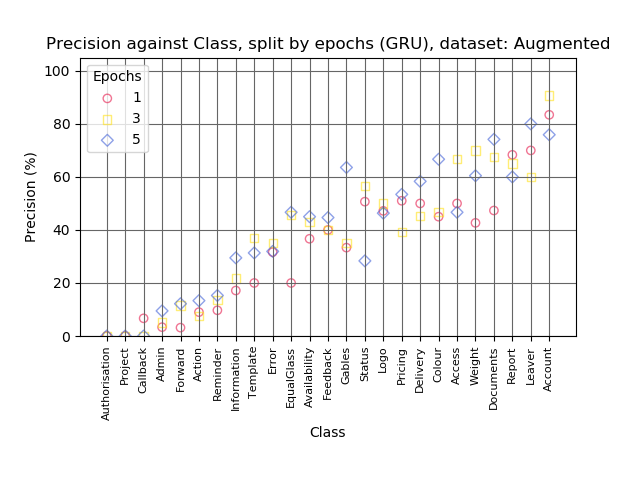 Precision against Class, split by epochs (GRU), dataset: Augmented
Epochs
1
3
5
Precision (%)
100
80
60
40
20
0
Authorisation
Project
Callback
Admin
Forward
Action
Reminder
Information
Template
Error
EqualGlass
Availability
Feedback
Gables
Status
Logo
Pricing
Delivery
Colour
Access
Weight
Documents
Report
Leaver
Account
Class